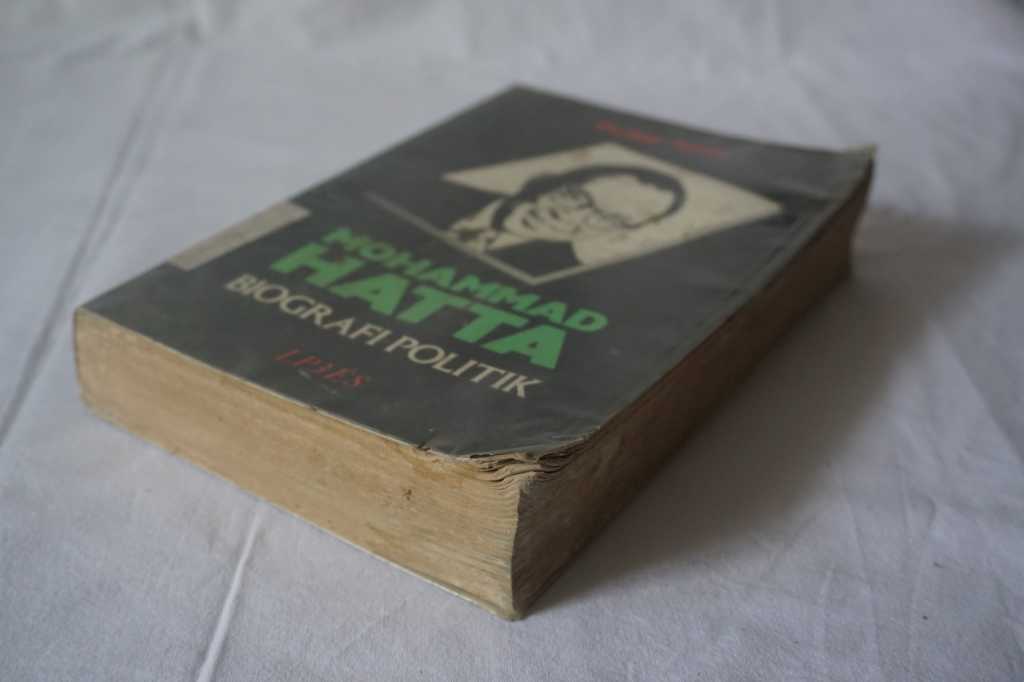 MOHAMMAD
HATTA
BIOGRAFI POLITIK
LP3ES